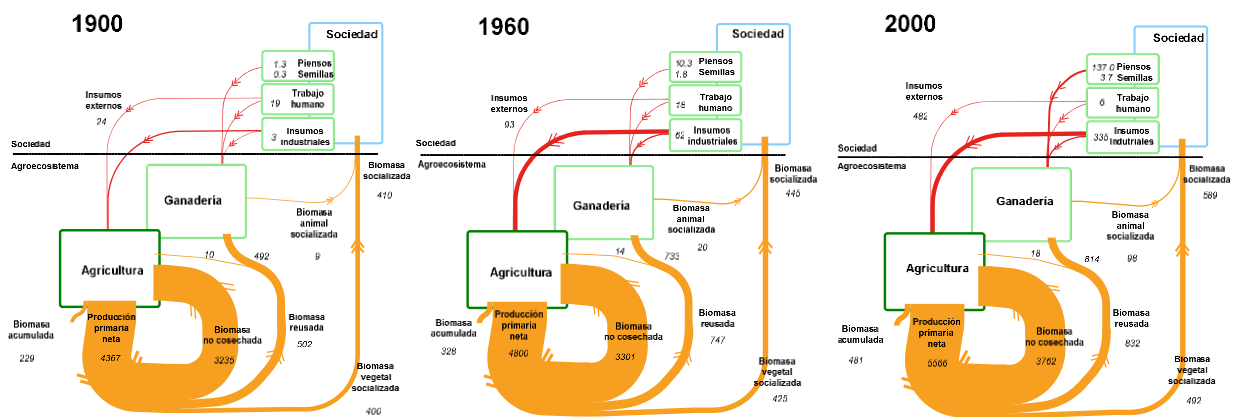 1900
Sociedad
1.3 Piensos
0.3 Semillas
Insumos
externos
24
19
Trabajo
humano
3
Insumos
industriales
Sociedad
Agroecosistema
Biomasa
socializada
410
Ganadería
Biomasa
animal
socializada
9
10
492
Agricultura
Producción
primaria
neta
4367
Biomasa
acumulada
229
Biomasa
no cosechada
3235
Biomasa
reusada
502
Biomasa
vegetal
socializada
400
1960
Sociedad
10.3 Piensos
1.8 Semillas
Insumos
externos
93
18
Trabajo
humano
62
Insumos
industriales
Sociedad
Agroecosistema
Biomasa
socializada
445
Ganadería
Biomasa
animal
socializada
20
14
733
Agricultura
Producción
primaria
neta
4800
Biomasa
acumulada
328
Biomasa
no cosechada
3301
Biomasa
reusada
747
Biomasa
vegetal
socializada
425
2000
Sociedad
137.0 Piensos
3.7 Semillas
Insumos
externos
482
6
Trabajo
humano
335
Insumos
indutriales
Sociedad
Agroecosistema
Biomasa
socializada
589
Ganadería
Biomasa
animal
socializada
98
18
814
Agricultura
Producción
primaria
neta
5566
Biomasa
acumulada
481
Biomasa
no cosechada
3762
Biomasa
reusada
832
Biomasa
vegetal
socializada
492